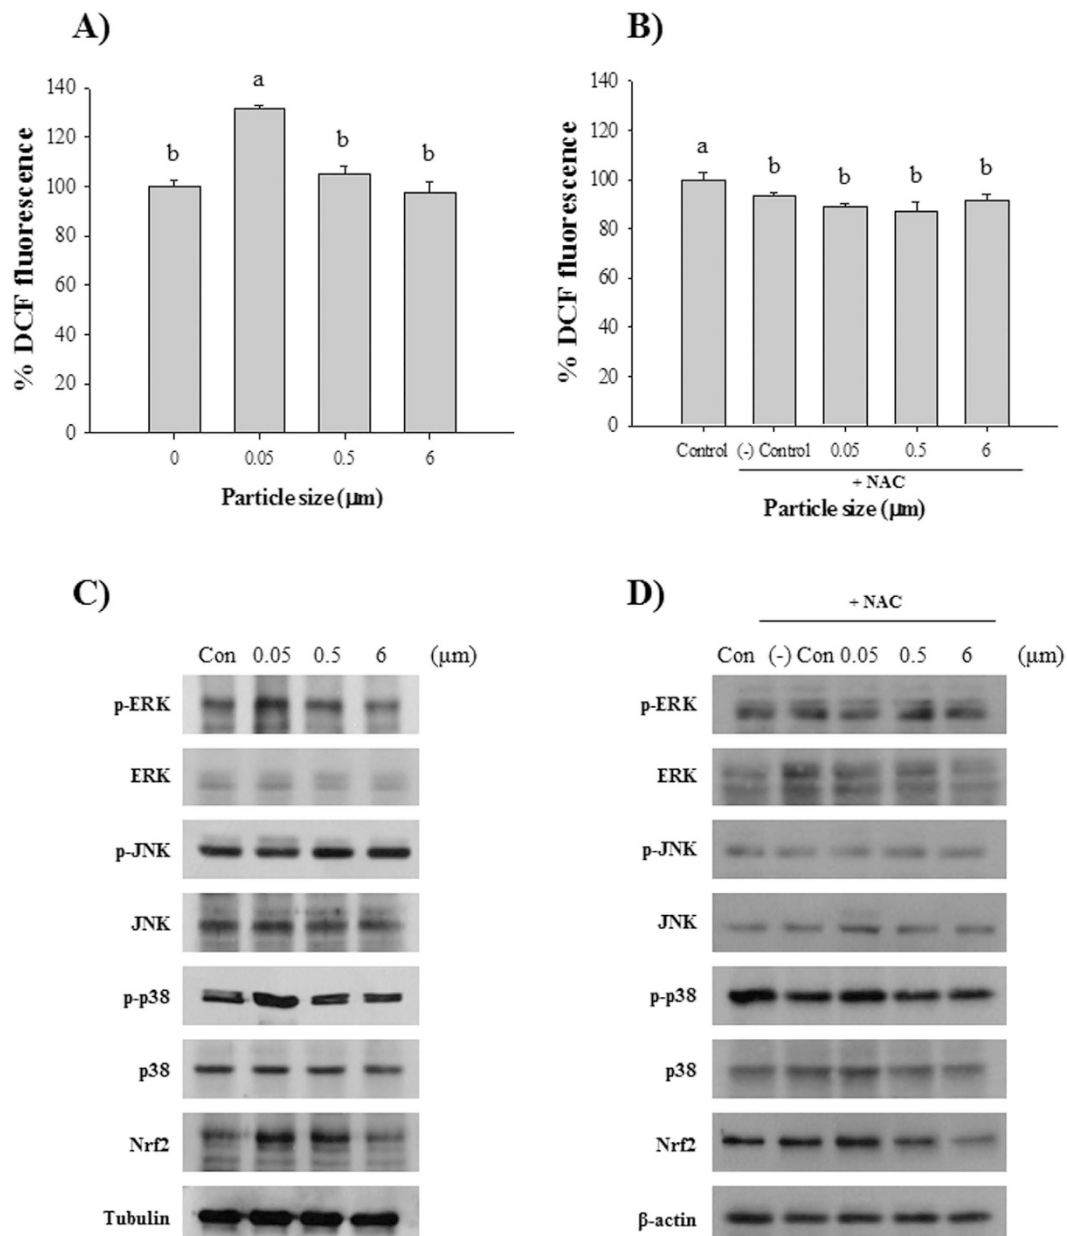 A)
140
120
100
80
60
40
20
0
% DCF fluorescence
b
a
b
b
0 0.05 0.5 6
Particle size (μm)
B)
140
120
100
80
60
40
20
0
% DCF fluorescence
a
b
b
b
b
Control (-) Control 0.05 0.5 6
+ NAC
Particle size (μm)
C)
Con 0.05 0.5 6 (μm)
p-ERK
ERK
p-JNK
JNK
p-p38
p38
Nrf2
Tubulin
D)
+ NAC
Con (-) Con 0.05 0.5 6 (μm)
p-ERK
ERK
p-JNK
JNK
p-p38
p38
Nrf2
β-actin